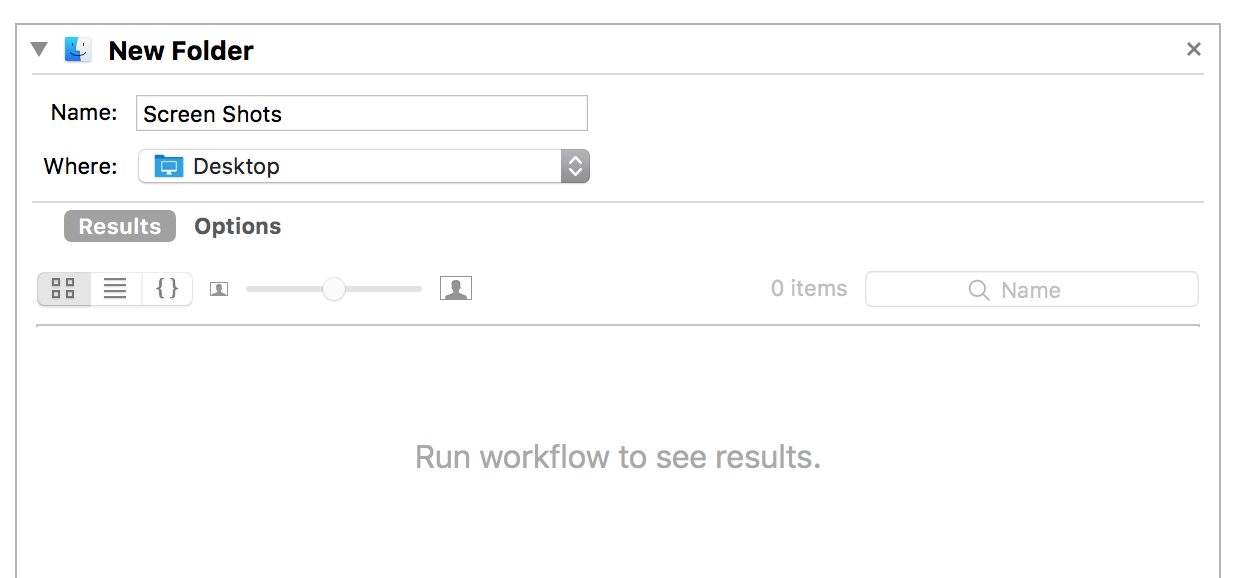 New Folder
Name: Screen Shots
Where: Desktop
Results Options
{} 0 items Name
Run workflow to see results.